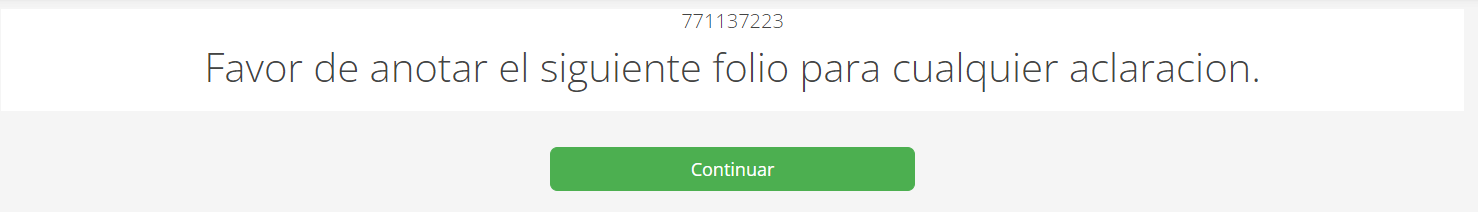 771137223
Favor de anotar el siguiente folio para cualquier aclaracion.
Continuar